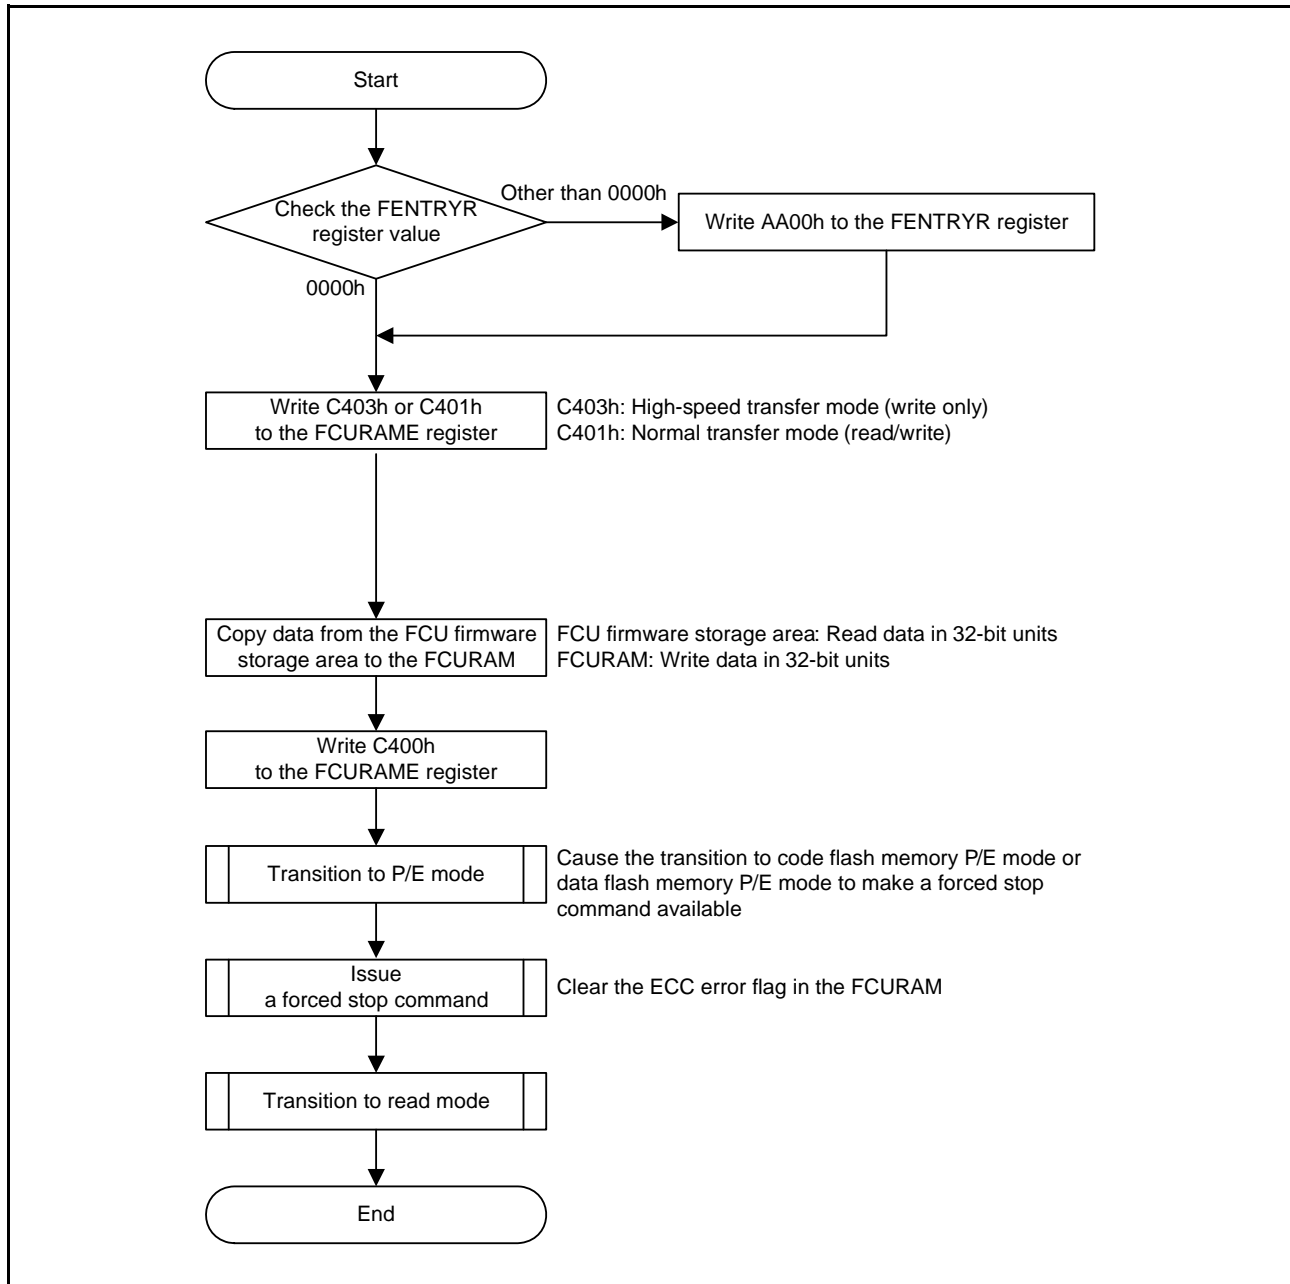 Start
Check the FENTRYR
register value
Other than 0000h
Write AA00h to the FENTRYR register
0000h
Write C403h or C401h
to the FCURAME register
C403h: High-speed transfer mode (write only)
C401h: Normal transfer mode (read/write)
Copy data from the FCU firmware
storage area to the FCURAM
FCU firmware storage area: Read data in 32-bit units
FCURAM: Write data in 32-bit units
Write C400h
to the FCURAME register
Transition to P/E mode
Cause the transition to code flash memory P/E mode or
data flash memory P/E mode to make a forced stop
command available
Issue
a forced stop command
Clear the ECC error flag in the FCURAM
Transition to read mode
End